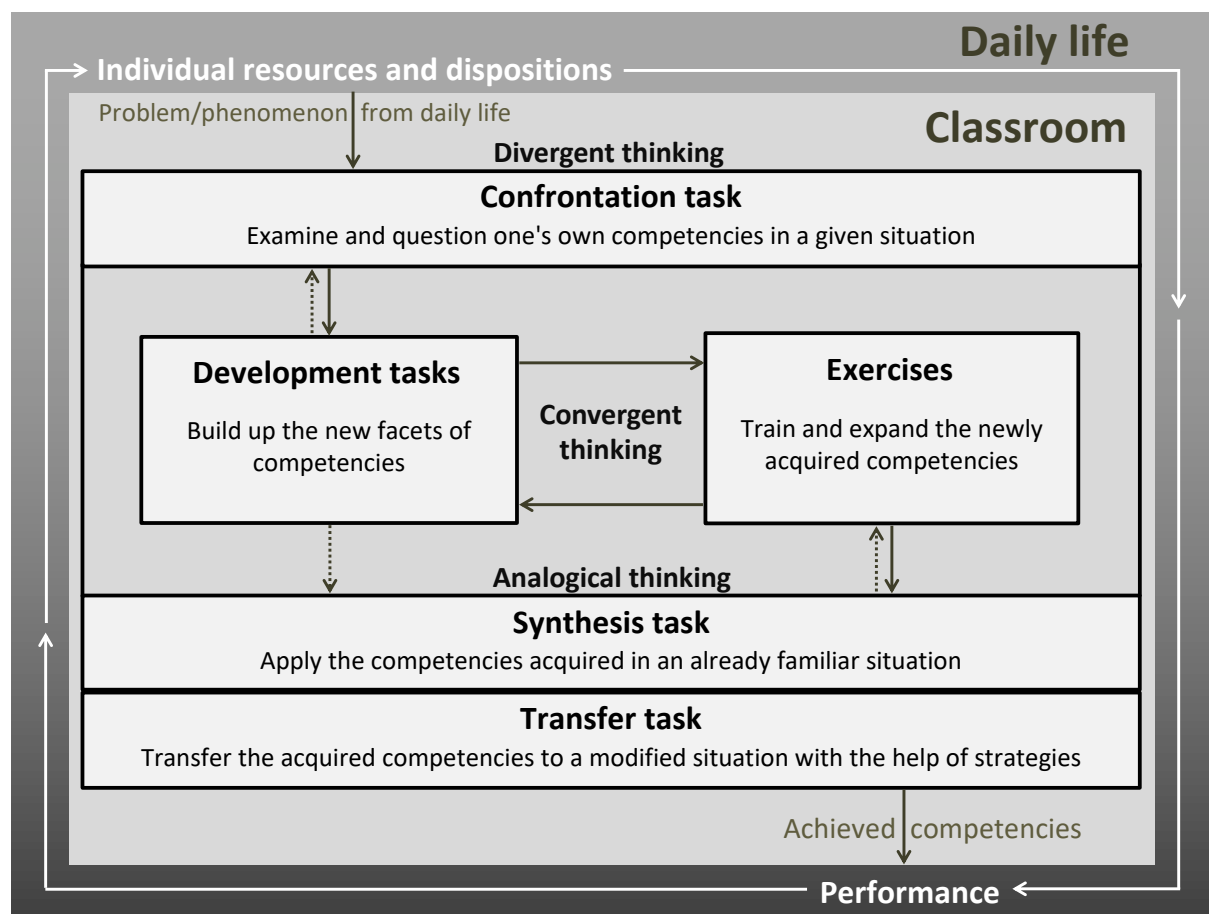 Daily life
Individual resources and dispositions
Problem/phenomenon from daily life
Classroom
Divergent thinking
Confrontation task
Examine and question one's own competencies in a given situation
Development tasks
Build up the new facets of
competencies
Convergent
thinking
Exercises
Train and expand the newly
acquired competencies
Analogical thinking
Synthesis task
Apply the competencies acquired in an already familiar situation
Transfer task
Transfer the acquired competencies to a modified situation with the help of strategies
Achieved competencies
Performance